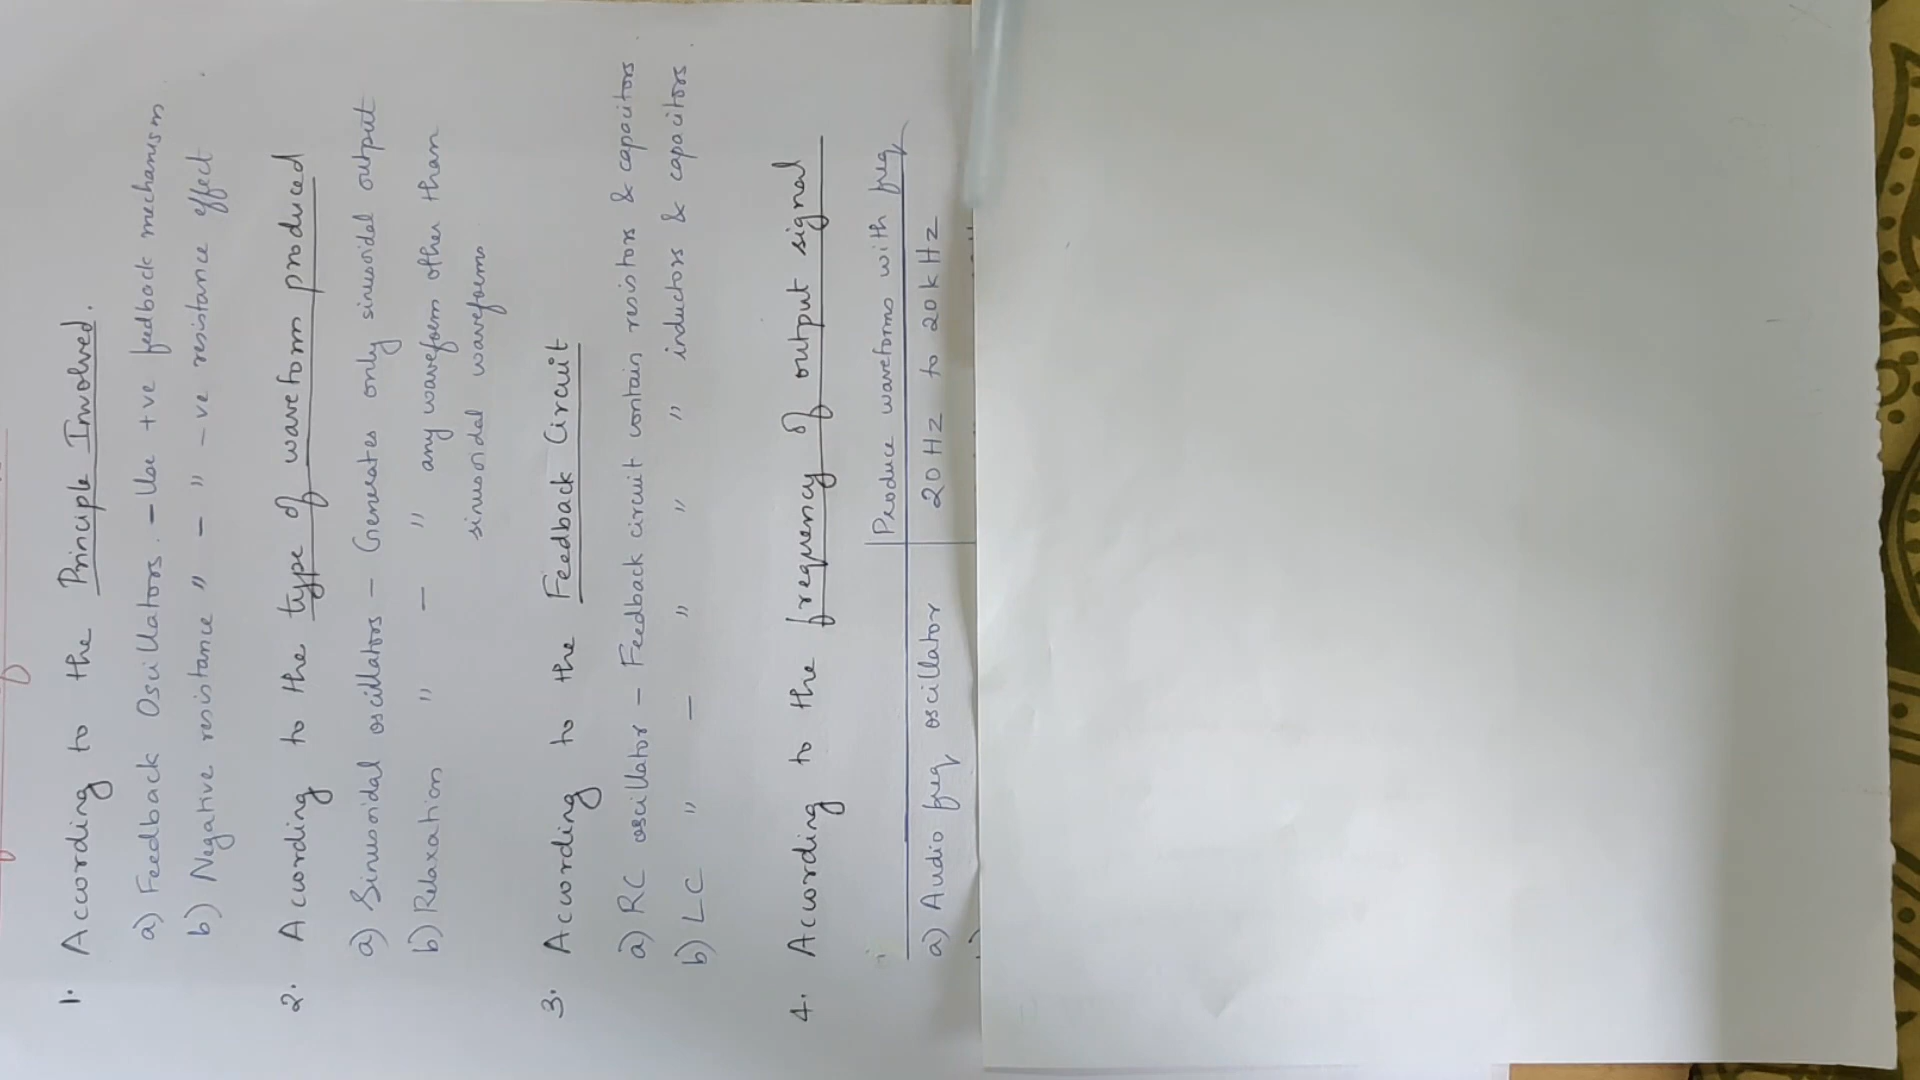 1. According to the Principle Involved.
a) Feedback Oscillators. - Use +ve feedback mechanism.
b) Negative resistance " - " -ve resistance effect.
2. According to the type of waveform produced
a) Sinusoidal oscillators - Generates only sinusoidal output
b) Relaxation " - " any waveform other than
sinusoidal waveforms
3. According to the Feedback Circuit
a) RC oscillator - Feedback circuit contain resistors & capacitors.
b) LC " - " " " inductors & capacitors.
4. According to the frequency of output signal
Produce waveforms with freq
a) Audio freq oscillator 20 Hz to 20 k Hz